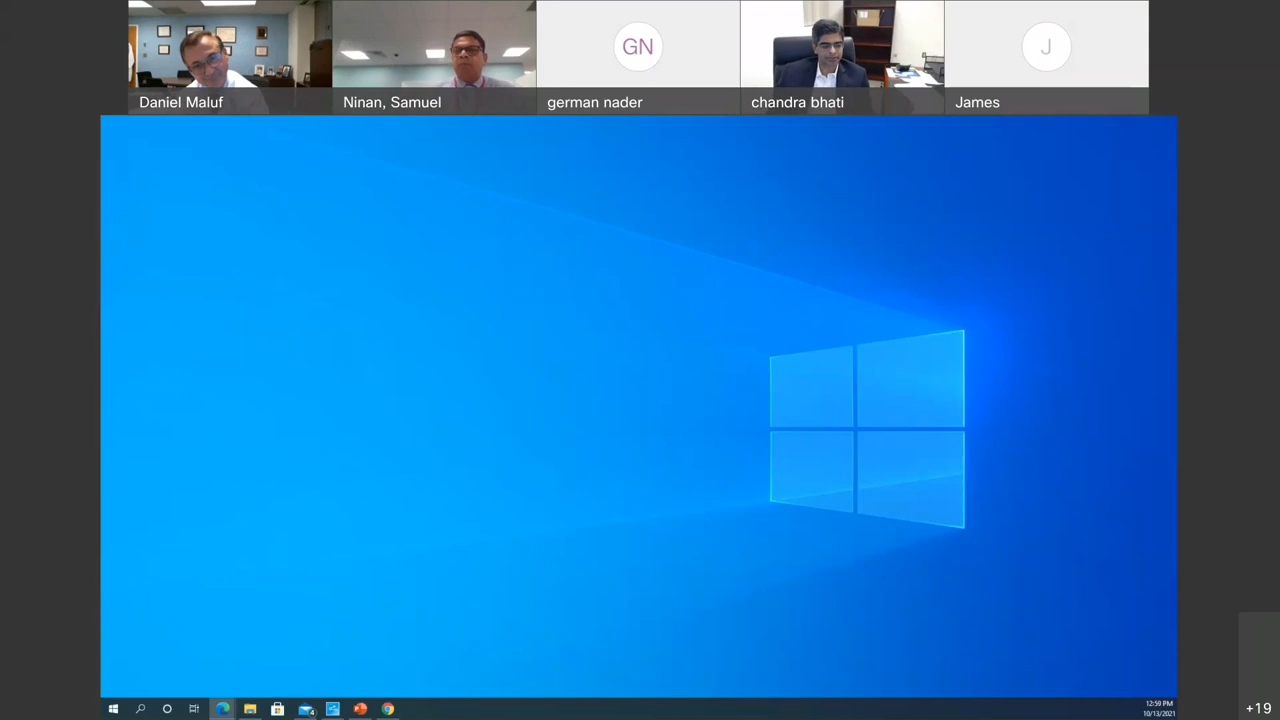 Daniel Maluf
Ninan, Samuel
GN
german nader
chandra bhati
J
James
12:59 PM
10/13/2021
+19